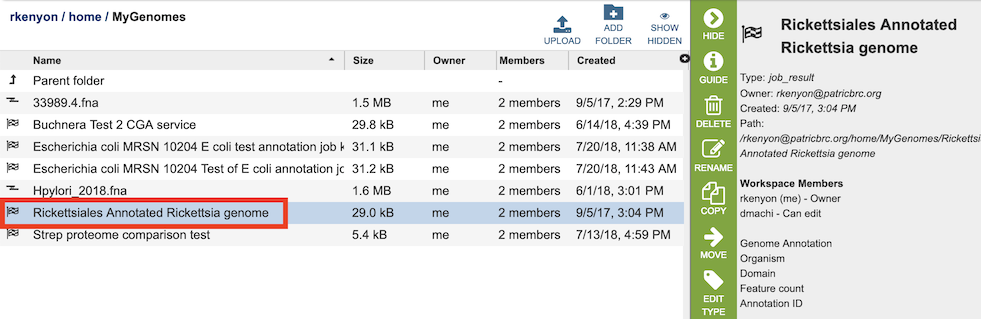 rkenyon / home / MyGenomes
UPLOAD
ADD FOLDER
SHOW HIDDEN
Name Size Owner Members Created
Parent folder -
33989.4.fna 1.5 MB me 2 members 9/5/17, 2:29 PM
Buchnera Test 2 CGA service 29.8 kB me 2 members 6/14/18, 4:39 PM
Escherichia coli MRSN 10204 E coli test annotation job k 31.1 kB me 2 members 7/20/18, 11:38 AM
Escherichia coli MRSN 10204 Test of E coli annotation jo 31.2 kB me 2 members 7/20/18, 11:43 AM
Hpylori_2018.fna 1.6 MB me 2 members 6/1/18, 3:01 PM
Rickettsiales Annotated Rickettsia genome 29.0 kB me 2 members 9/5/17, 3:04 PM
Strep proteome comparison test 5.4 kB me 2 members 7/13/18, 4:59 PM
HIDE
GUIDE
DELETE
RENAME
COPY
MOVE
EDIT
TYPE
Rickettsiales Annotated
Rickettsia genome
Type: job_result
Owner: rkenyon@patricbrc.org
Created: 9/5/17, 3:04 PM
Path:
/rkenyon@patricbrc.org/home/MyGenomes/Rickettsi
Annotated Rickettsia genome
Workspace Members
rkenyon (me) - Owner
dmachi - Can edit
Genome Annotation
Organism
Domain
Feature count
Annotation ID